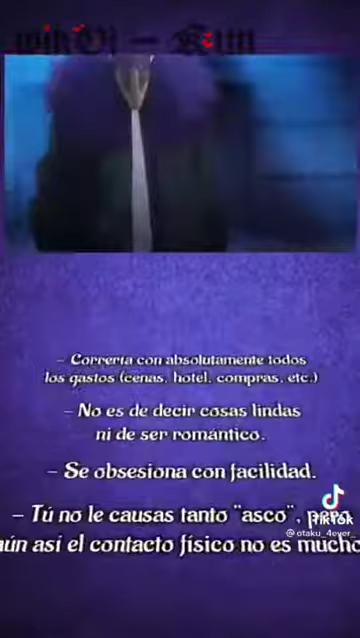 – Correría con absolutamente todos
los gastos (cenas, hotel, compras, etc.)
– No es de decir cosas lindas
ni de ser romántico.
– Se obsesiona con facilidad.
– Tú no le causas tanto "asco", pero
aún así el contacto físico no es mucho
TikTok
@otaku_4ever_